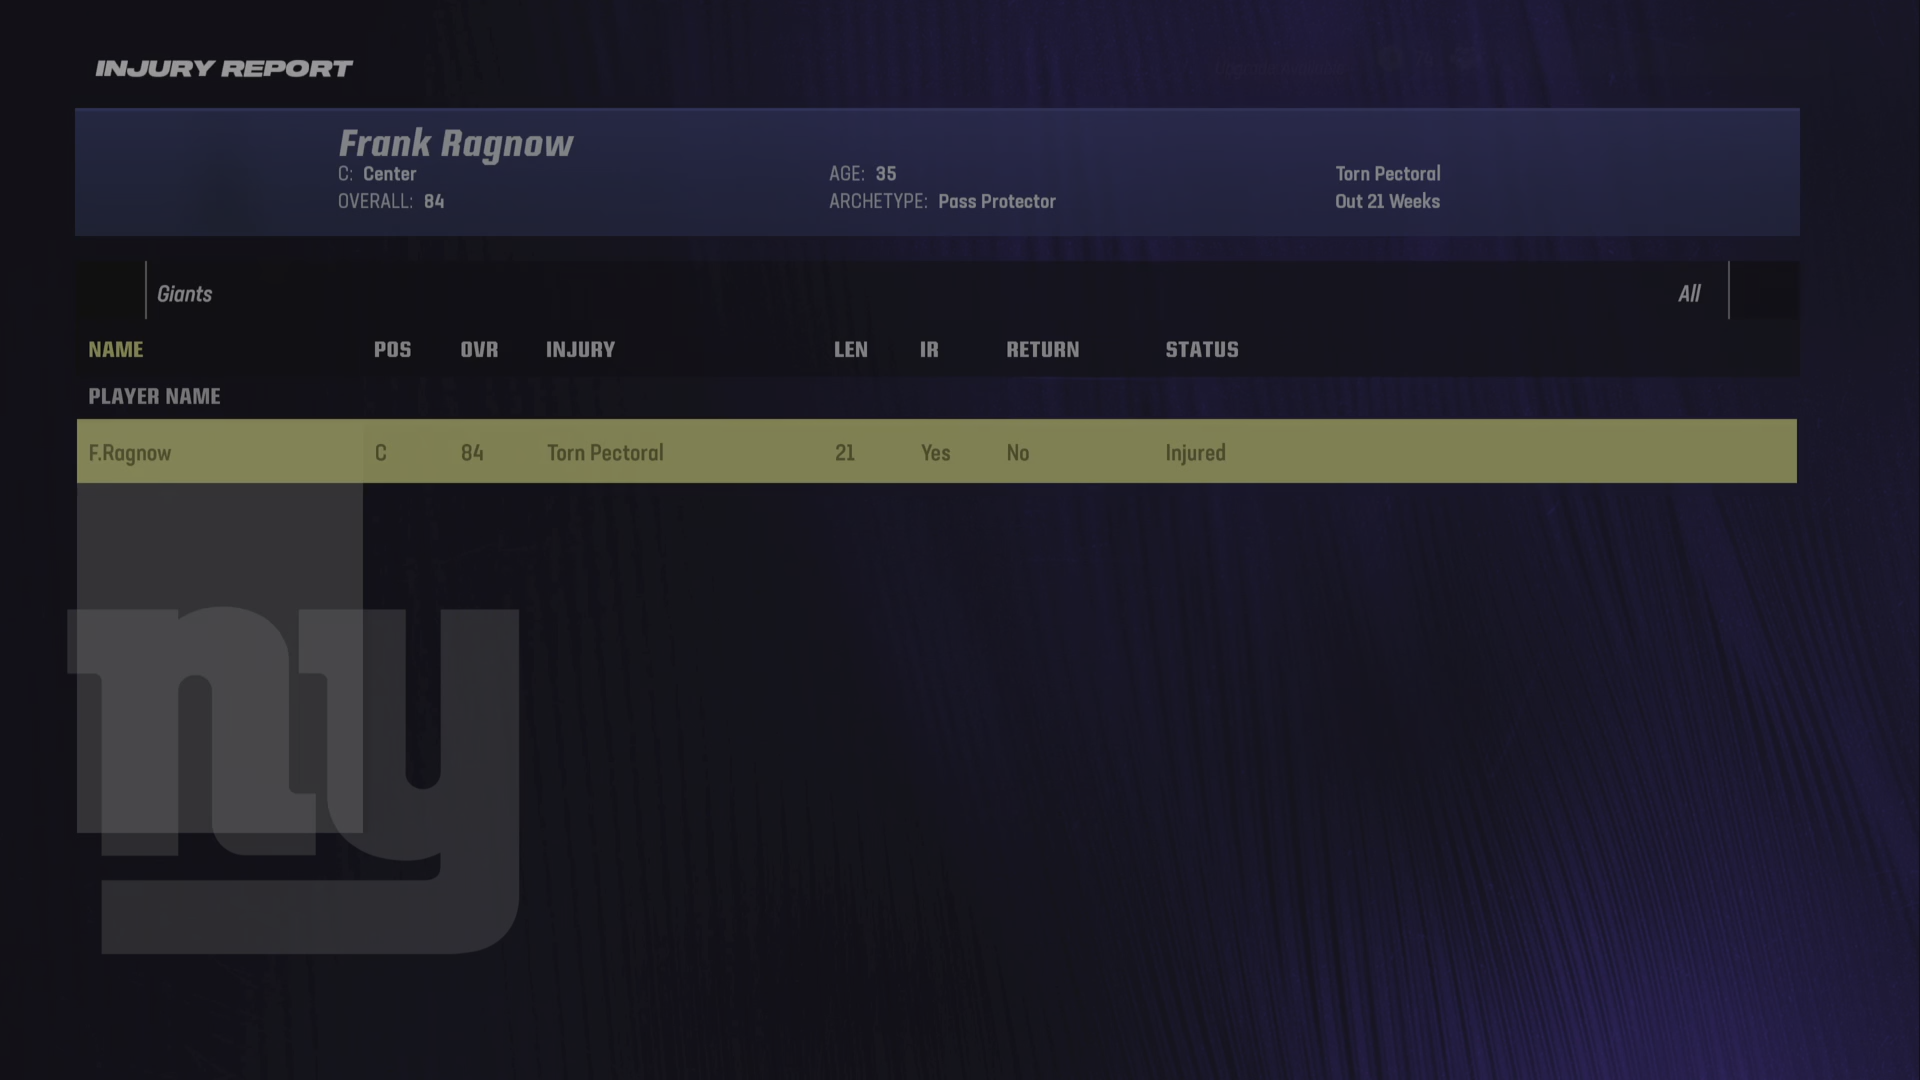 INJURY REPORT
Frank Ragnow
C: Center
OVERALL: 84
AGE: 35
ARCHETYPE: Pass Protector
Torn Pectoral
Out 21 Weeks
Giants
All
NAME POS OVR INJURY LEN IR RETURN STATUS
PLAYER NAME
F.Ragnow C 84 Torn Pectoral 21 Yes No Injured
ny